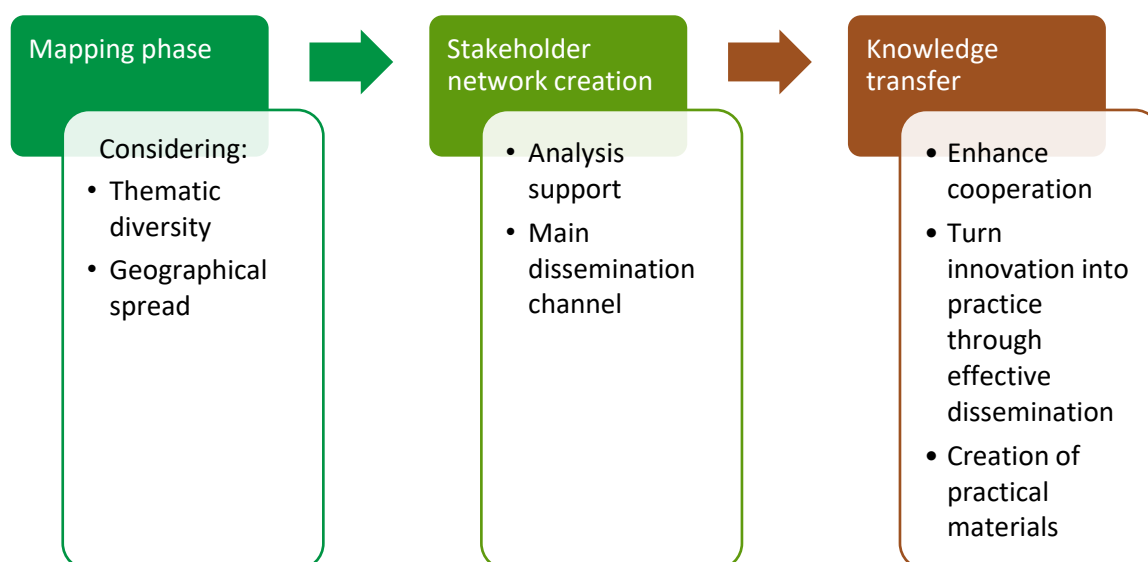 Mapping phase
Considering:
• Thematic
diversity
• Geographical
spread
Stakeholder
network creation
• Analysis
support
• Main
dissemination
channel
Knowledge
transfer
• Enhance
cooperation
• Turn
innovation into
practice
through
effective
dissemination
• Creation of
practical
materials